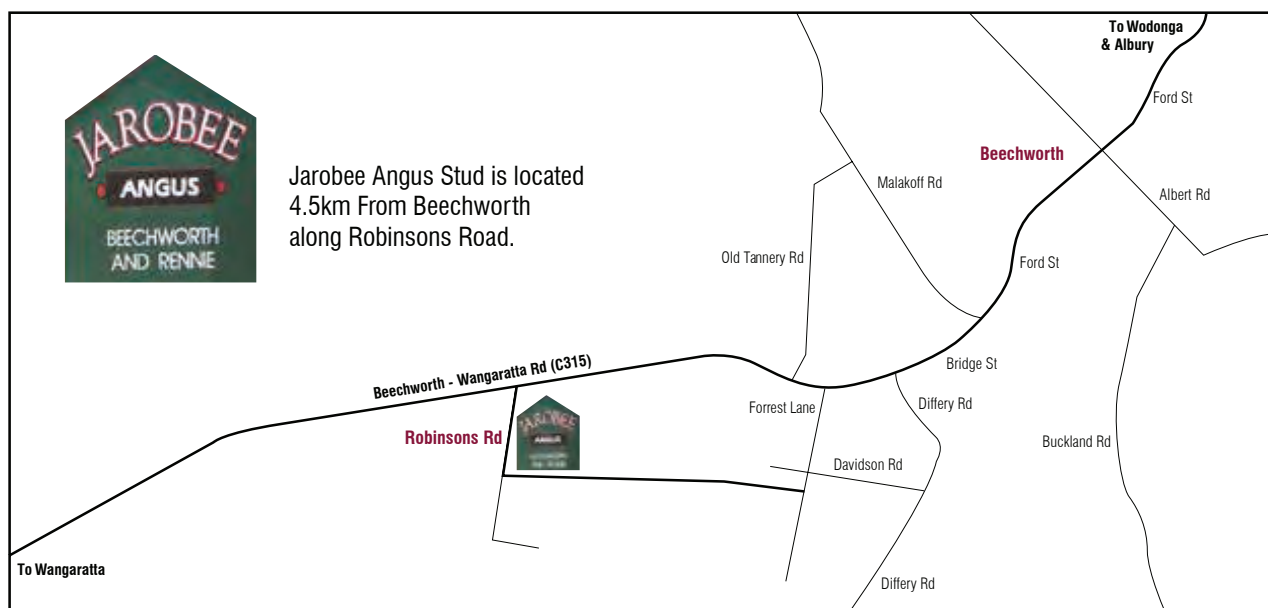 To Wodonga
& Albury
JAROBEE
ANGUS
BEECHWORTH
AND RENNIE
Jarobee Angus Stud is located
4.5km From Beechworth
along Robinsons Road.
Ford St
Beechworth
Malakoff Rd
Albert Rd
Old Tannery Rd
Ford St
Beechworth - Wangaratta Rd (C315)
Bridge St
Forrest Lane
Differy Rd
JAROBEE
ANGUS
Robinsons Rd
Buckland Rd
Davidson Rd
To Wangaratta
Differy Rd